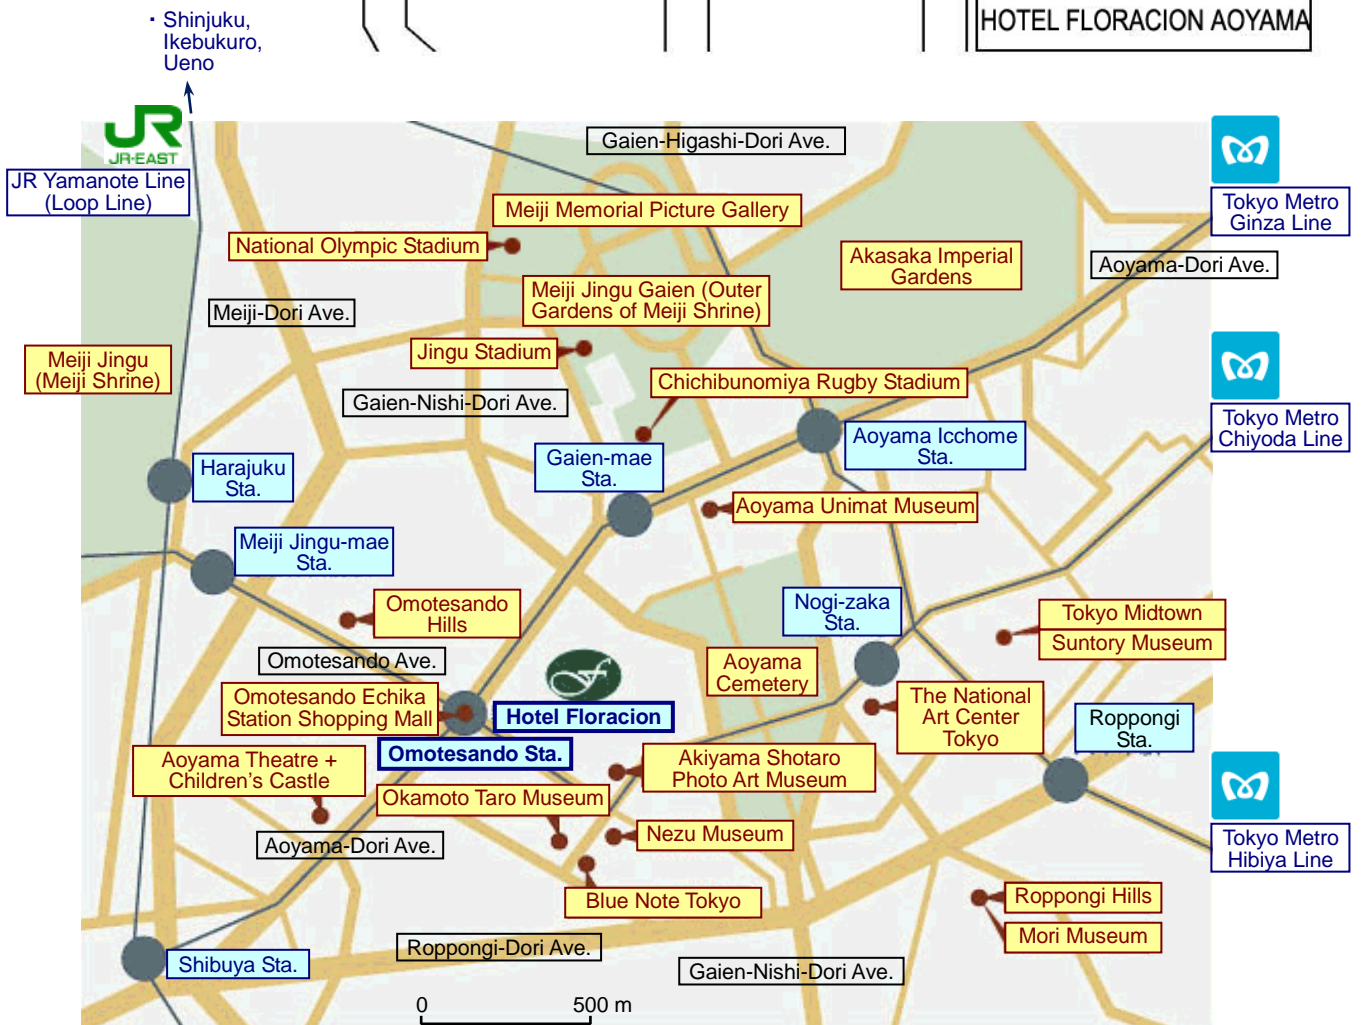 HOTEL FLORACION AOYAMA
· Shinjuku,
Ikebukuro,
Ueno
JR
JR-EAST
JR Yamanote Line
(Loop Line)
Gaien-Higashi-Dori Ave.
Tokyo Metro
Ginza Line
Meiji Memorial Picture Gallery
National Olympic Stadium
Akasaka Imperial
Gardens
Aoyama-Dori Ave.
Meiji Jingu Gaien (Outer
Gardens of Meiji Shrine)
Meiji-Dori Ave.
Jingu Stadium
Meiji Jingu
(Meiji Shrine)
Chichibunomiya Rugby Stadium
Gaien-Nishi-Dori Ave.
Tokyo Metro
Chiyoda Line
Aoyama Icchome
Sta.
Gaien-mae
Sta.
Harajuku
Sta.
Aoyama Unimat Museum
Meiji Jingu-mae
Sta.
Nogi-zaka
Sta.
Omotesando
Hills
Tokyo Midtown
Suntory Museum
Omotesando Ave.
Aoyama
Cemetery
Omotesando Echika
Station Shopping Mall
Hotel Floracion
The National
Art Center
Tokyo
Roppongi
Sta.
Omotesando Sta.
Aoyama Theatre +
Children's Castle
Akiyama Shotaro
Photo Art Museum
Okamoto Taro Museum
Nezu Museum
Aoyama-Dori Ave.
Tokyo Metro
Hibiya Line
Blue Note Tokyo
Roppongi Hills
Mori Museum
Roppongi-Dori Ave.
Shibuya Sta.
Gaien-Nishi-Dori Ave.
0 500 m